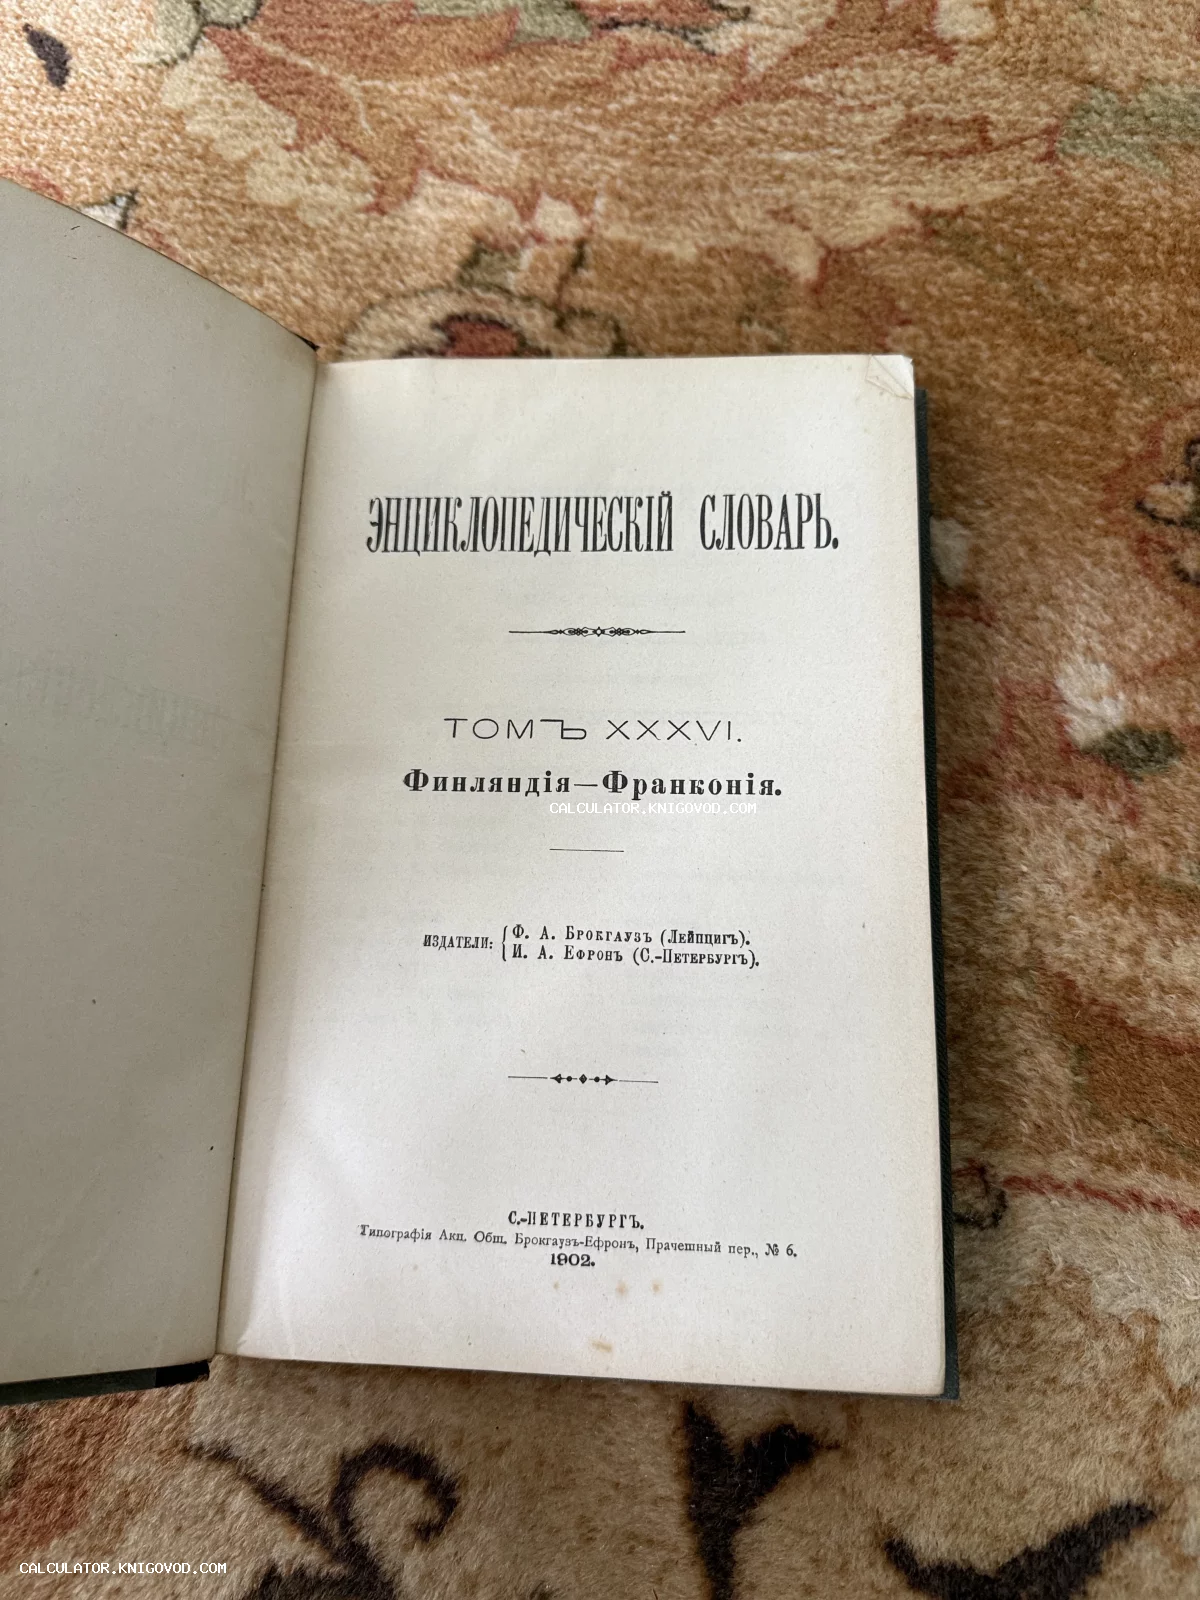 ЭНЦИКЛОПЕДИЧЕСКІЙ СЛОВАРЬ.
ТОМЪ XXXVI.
Финляндія—Франконія.
CALCULATOR.KNIGOVOD.COM
ИЗДАТЕЛИ: { Ф. А. Брокгаузъ (Лейпцигъ).
И. А. Ефронъ (С.-Петербургъ).
С.-ПЕТЕРБУРГЪ.
Типографія Акц. Общ. Брокгаузъ-Ефронъ, Прачешный пер., № 6.
1902.
CALCULATOR.KNIGOVOD.COM